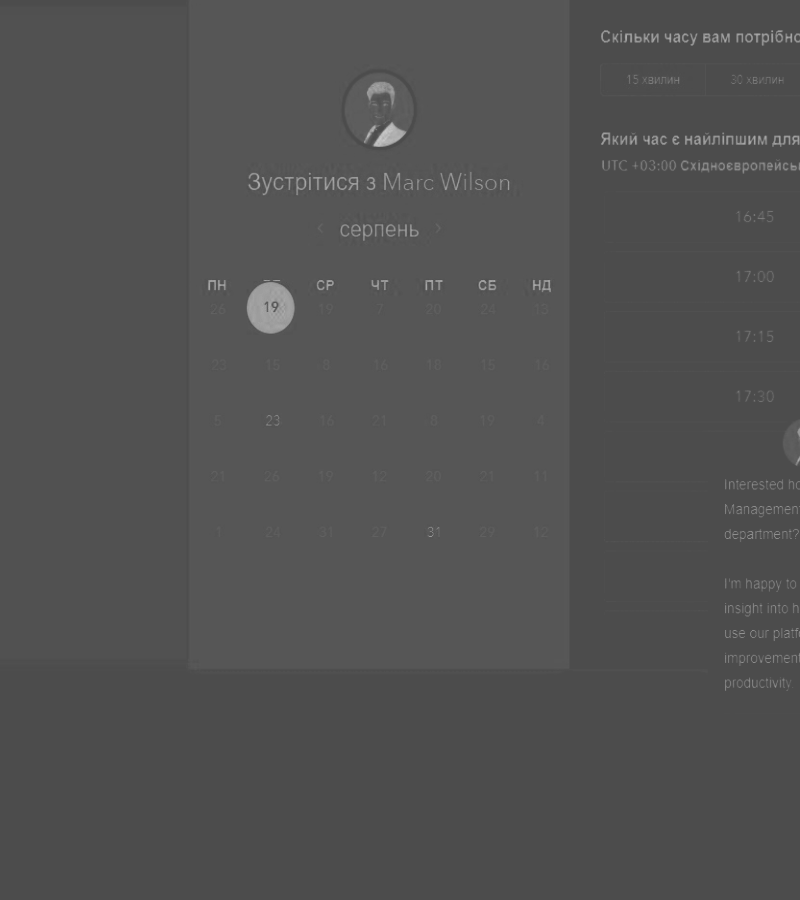 Скільки часу вам потрібно
15 хвилин 30 хвилин
Який час є найліпшим для
UTC +03:00 Східноєвропейськ
Зустрітися з Marc Wilson
серпень
ПН СР ЧТ ПТ СБ НД
26 19 19 7 20 24 13
23 15 8 16 18 15 16
5 23 16 21 8 19 4
21 26 19 12 20 21 11
1 24 31 27 31 29 12
16:45
17:00
17:15
17:30
Interested ho
Management
department?
I'm happy to
insight into h
use our platf
improvement
productivity.